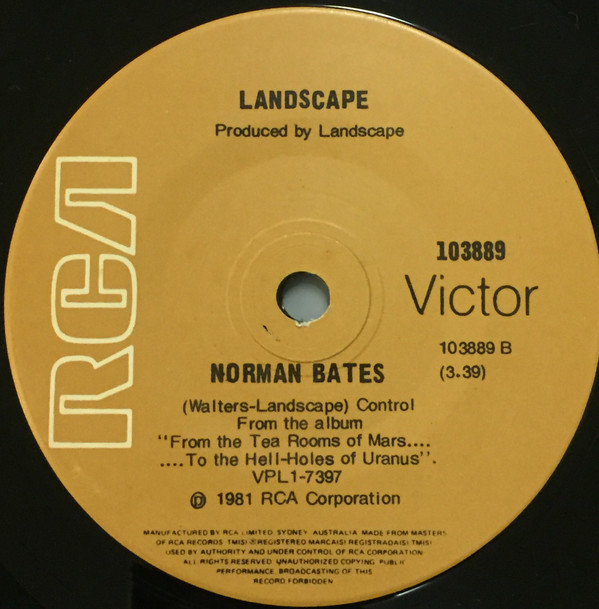 LANDSCAPE
Produced by Landscape
RCA
103889
Victor
103889 B
(3.39)
NORMAN BATES
(Walters-Landscape) Control
From the album
"From the Tea Rooms of Mars....
....To the Hell-Holes of Uranus".
VPL1-7397
℗ 1981 RCA Corporation
MANUFACTURED BY RCA LIMITED, SYDNEY, AUSTRALIA. MADE FROM MASTERS
OF RCA RECORDS. TM(S) ®REGISTERED MARCA(S) REGISTRADA(S) TM(S)
USED BY AUTHORITY AND UNDER CONTROL OF RCA CORPORATION.
ALL RIGHTS RESERVED. UNAUTHORIZED COPYING, PUBLIC
PERFORMANCE, BROADCASTING OF THIS
RECORD FORBIDDEN